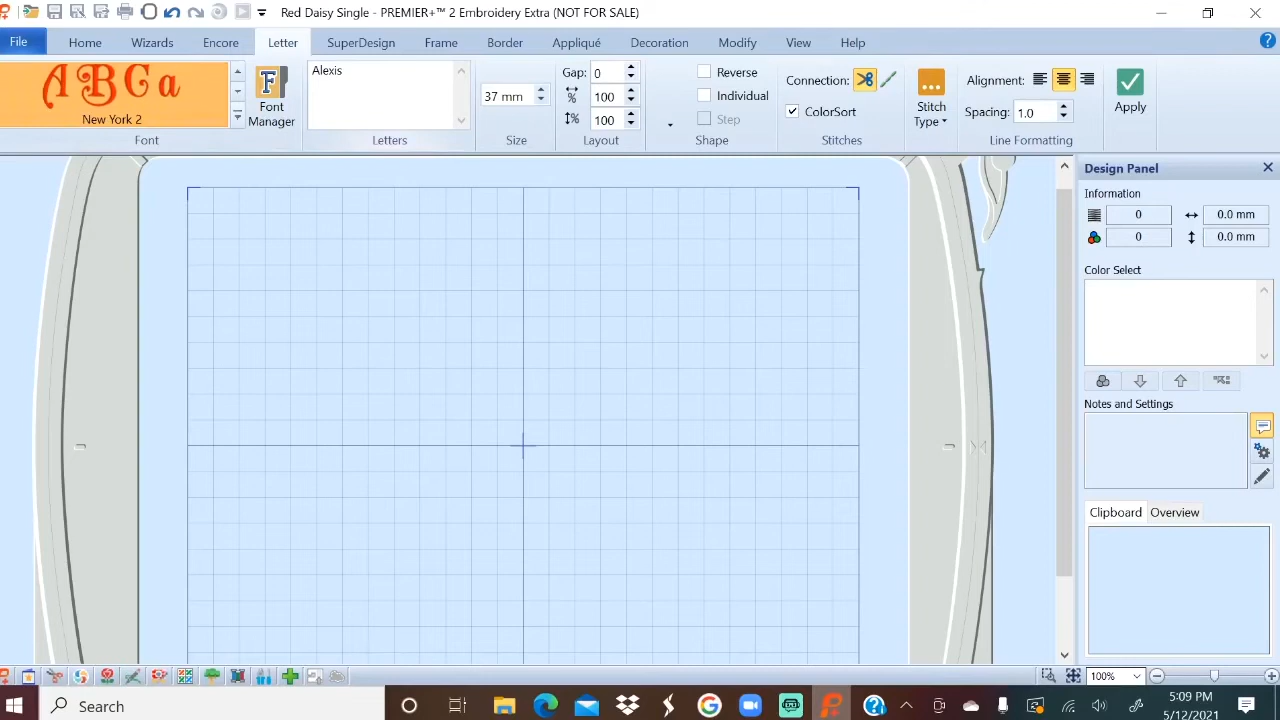 Red Daisy Single - PREMIER+™ 2 Embroidery Extra (NOT FOR SALE)
File Home Wizards Encore Letter SuperDesign Frame Border Appliqué Decoration Modify View Help
ABCa
New York 2
Font
Font Manager
Alexis
Letters
37 mm
Size
Gap: 0
100
100
Layout
Reverse
Individual
Step
Shape
Connection:
ColorSort
Stitches
Stitch Type
Alignment:
Spacing: 1.0
Line Formatting
Apply
Design Panel
Information
0 0.0 mm
0 0.0 mm
Color Select
Notes and Settings
Clipboard Overview
100%
Search
5:09 PM
5/12/2021